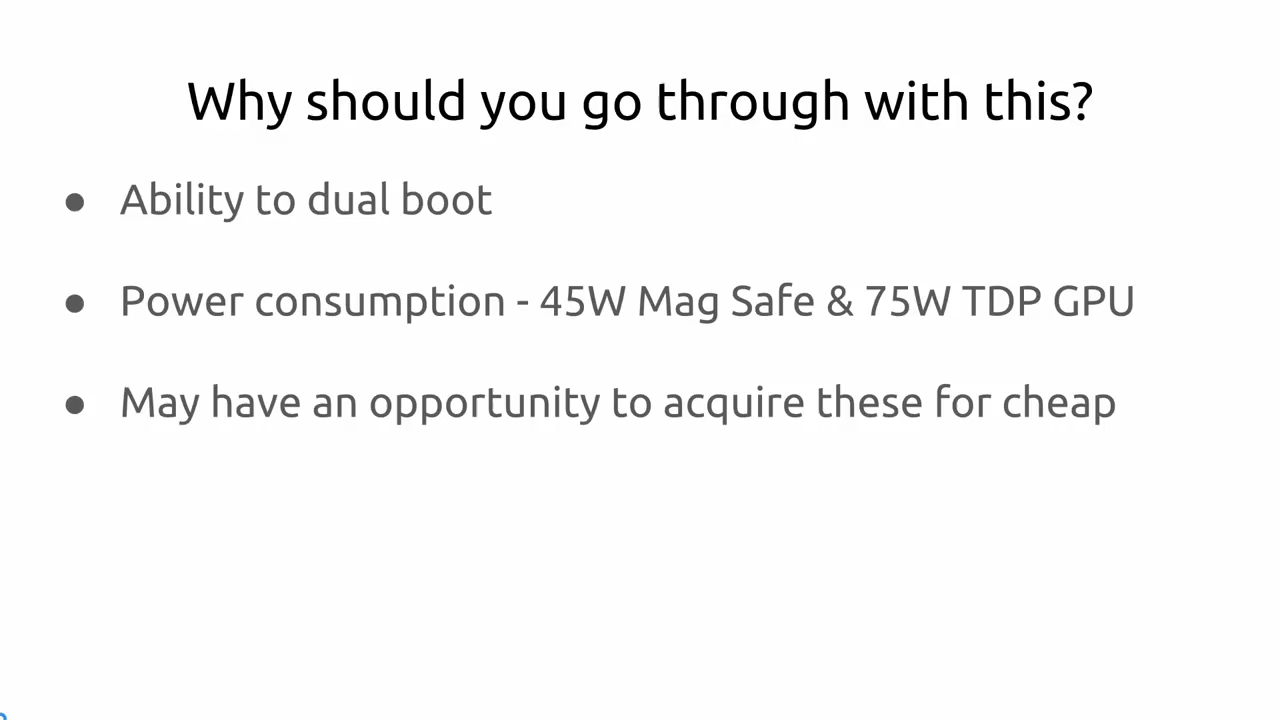 Why should you go through with this?
● Ability to dual boot
● Power consumption - 45W Mag Safe & 75W TDP GPU
● May have an opportunity to acquire these for cheap